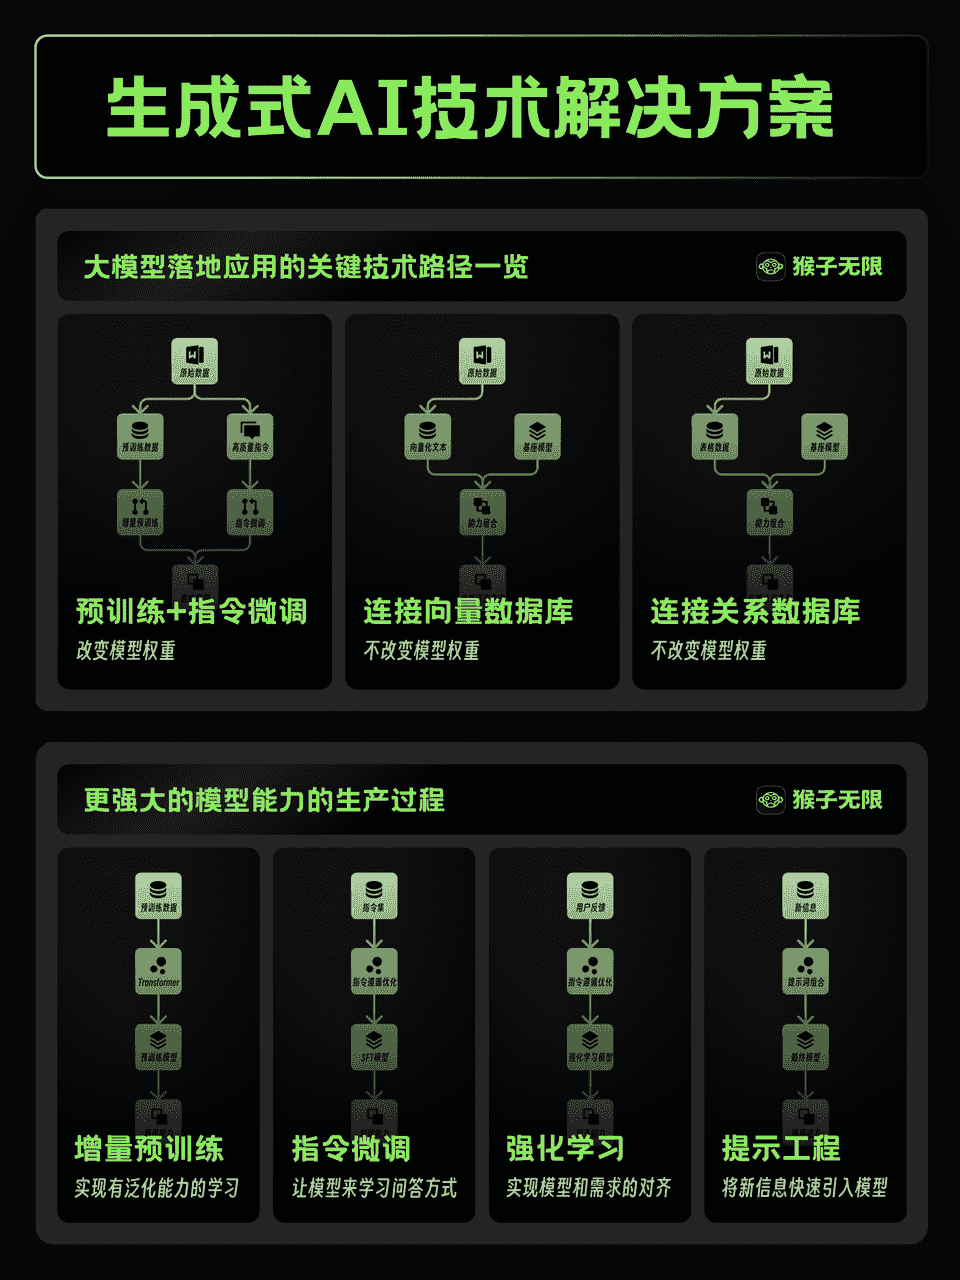 生成式AI技术解决方案
大模型落地应用的关键技术路径一览
猴子无限
原始数据
预训练数据
高质量指令
增量预训练
指令微调
预训练+指令微调
改变模型权重
原始数据
向量化文本
基座模型
能力组合
连接向量数据库
不改变模型权重
原始数据
表格数据
基座模型
能力组合
连接关系数据库
不改变模型权重
更强大的模型能力的生产过程
猴子无限
预训练数据
Transformer
预训练模型
增量预训练
实现有泛化能力的学习
指令集
指令遵循优化
SFT模型
指令微调
让模型来学习问答方式
用户反馈
指令遵循优化
强化学习模型
强化学习
实现模型和需求的对齐
新信息
提示词组合
最终模型
提示工程
将新信息快速引入模型